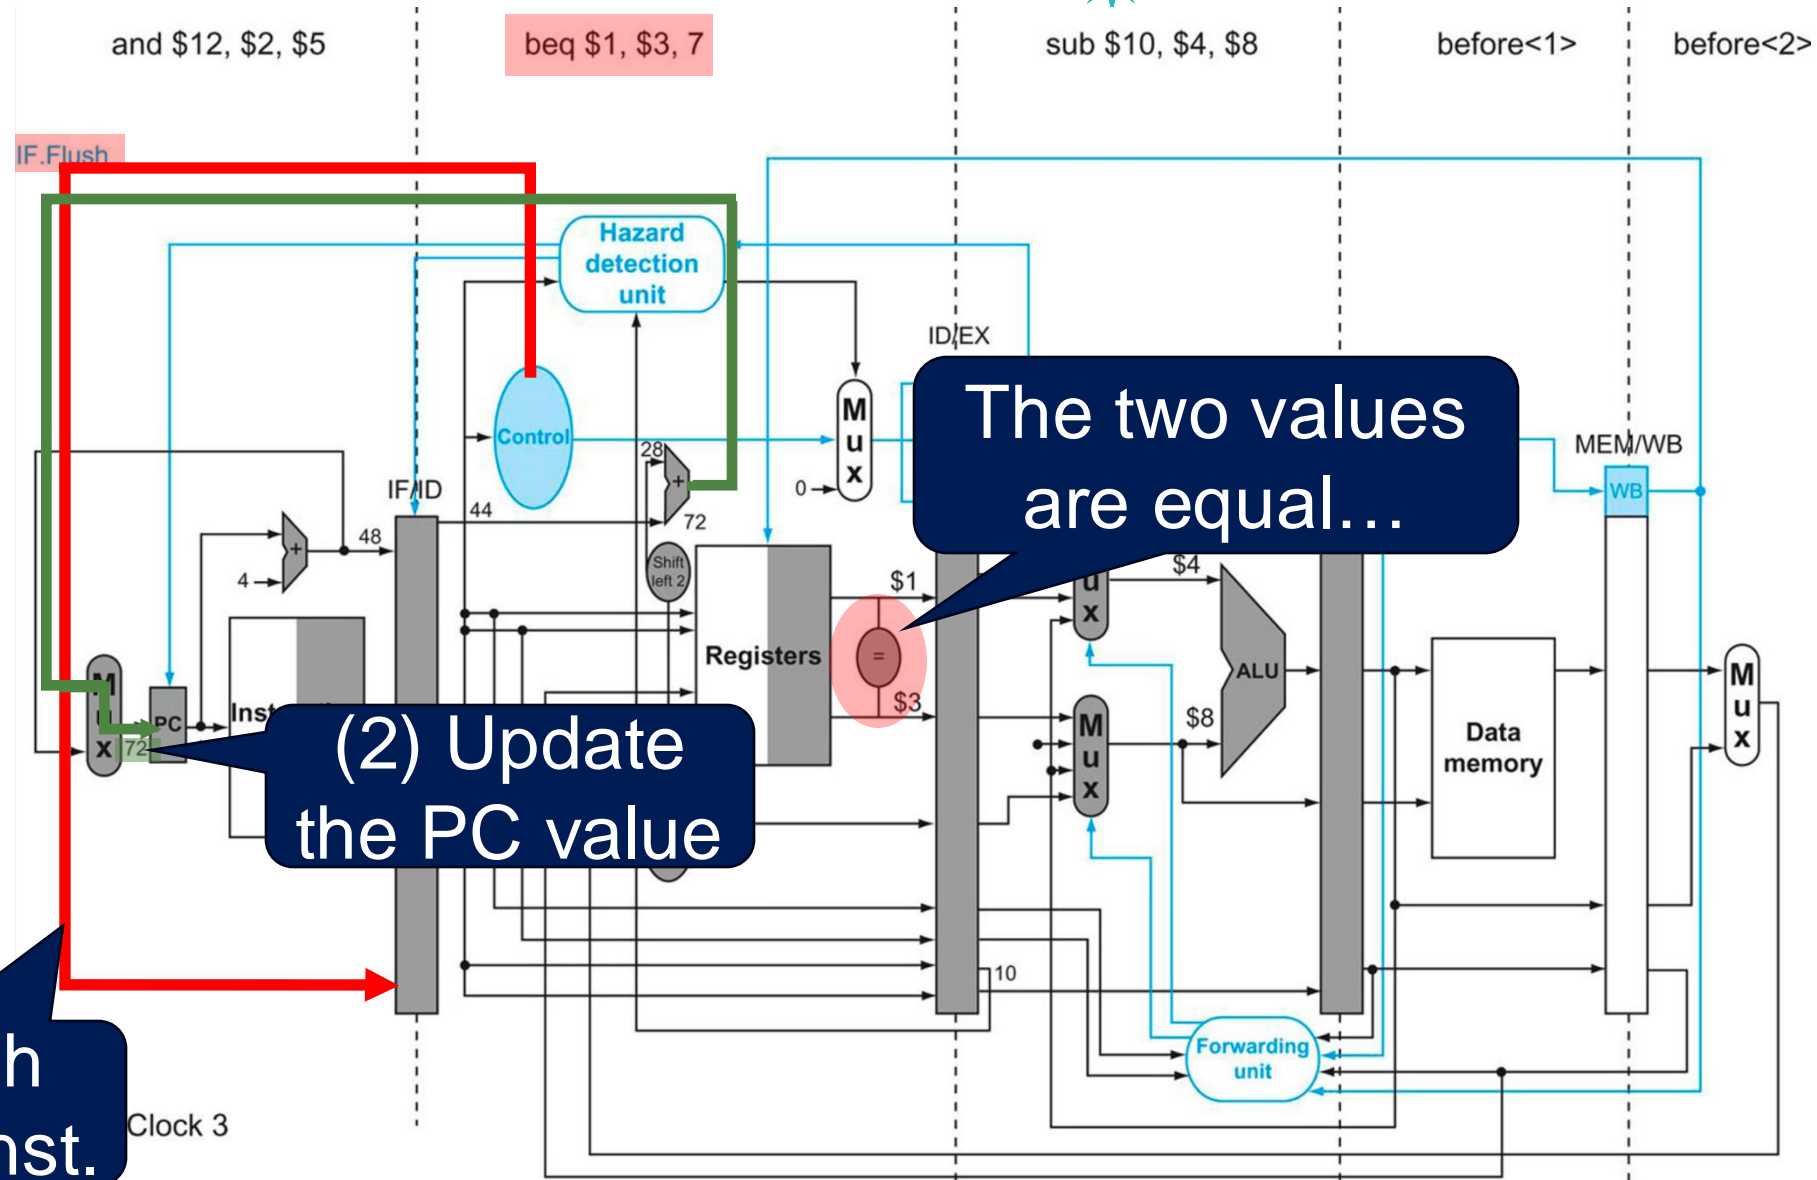 and $12, $2, $5
beq $1, $3, 7
sub $10, $4, $8
before<1>
before<2>
IF.Flush
Hazard
detection
unit
ID/EX
M
u
x
The two values
are equal…
Control
28
0
MEM/WB
WB
IF/ID
44
72
48
+
+
4
Shift
left 2
$1
$4
u
x
Registers
=
ALU
M
u
x
M
x
PC
72
Inst
$3
$8
M
u
x
Data
memory
(2) Update
the PC value
10
Forwarding
unit
nst.
Clock 3